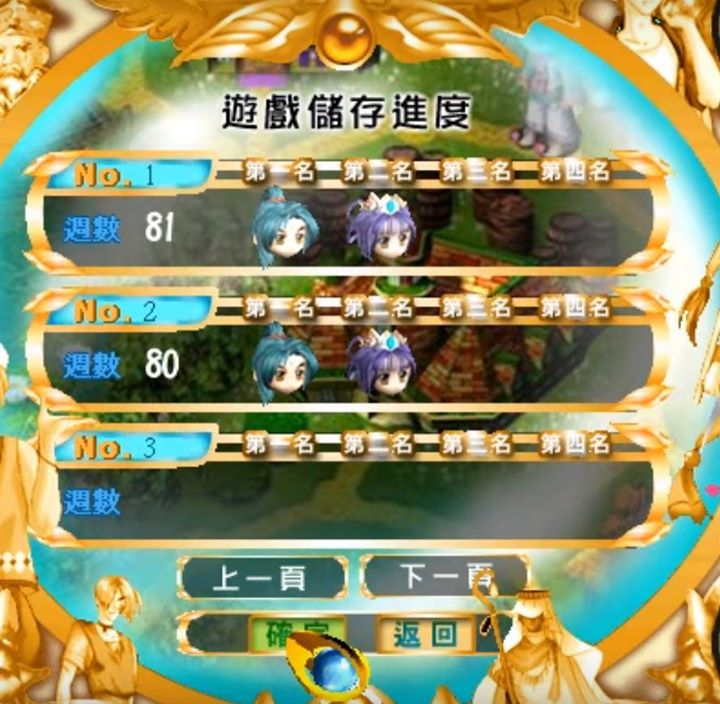 遊戲儲存進度
No. 1 第一名 第二名 第三名 第四名
週數 81
No. 2 第一名 第二名 第三名 第四名
週數 80
No. 3 第一名 第二名 第三名 第四名
週數
上一頁 下一頁
確定 返回